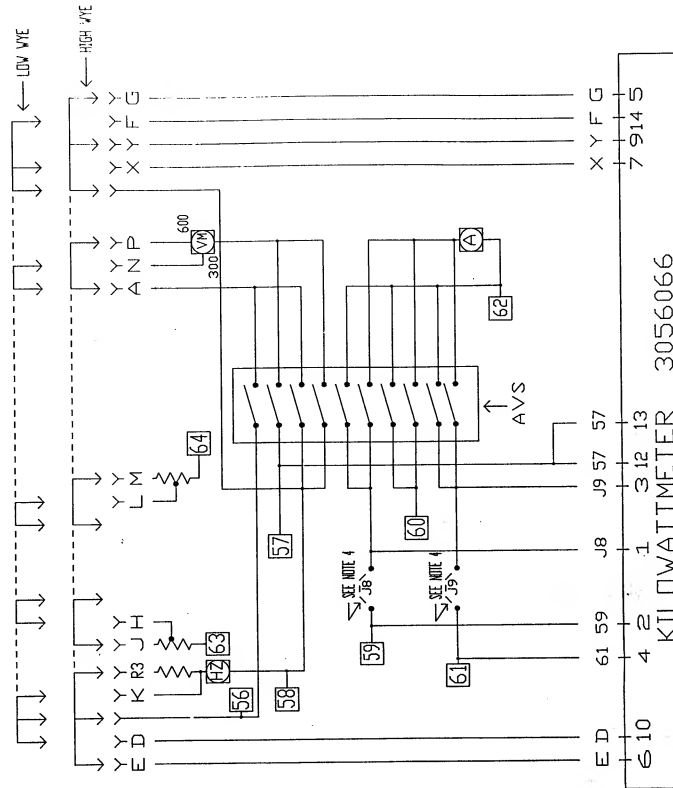 LOW WYE
HIGH WYE
E D K R3 J H L M A N P X Y F G
600
VM
300
HZ
63
64
56
57
58
AVS
A
62
60
SEE NOTE 4
J8
59
SEE NOTE 4
J9
61
E D 61 59 J8 J9 57 57 X Y F G
6 10 4 2 1 3 12 13 7 9 14 5
KILOWATTMETER 3056066